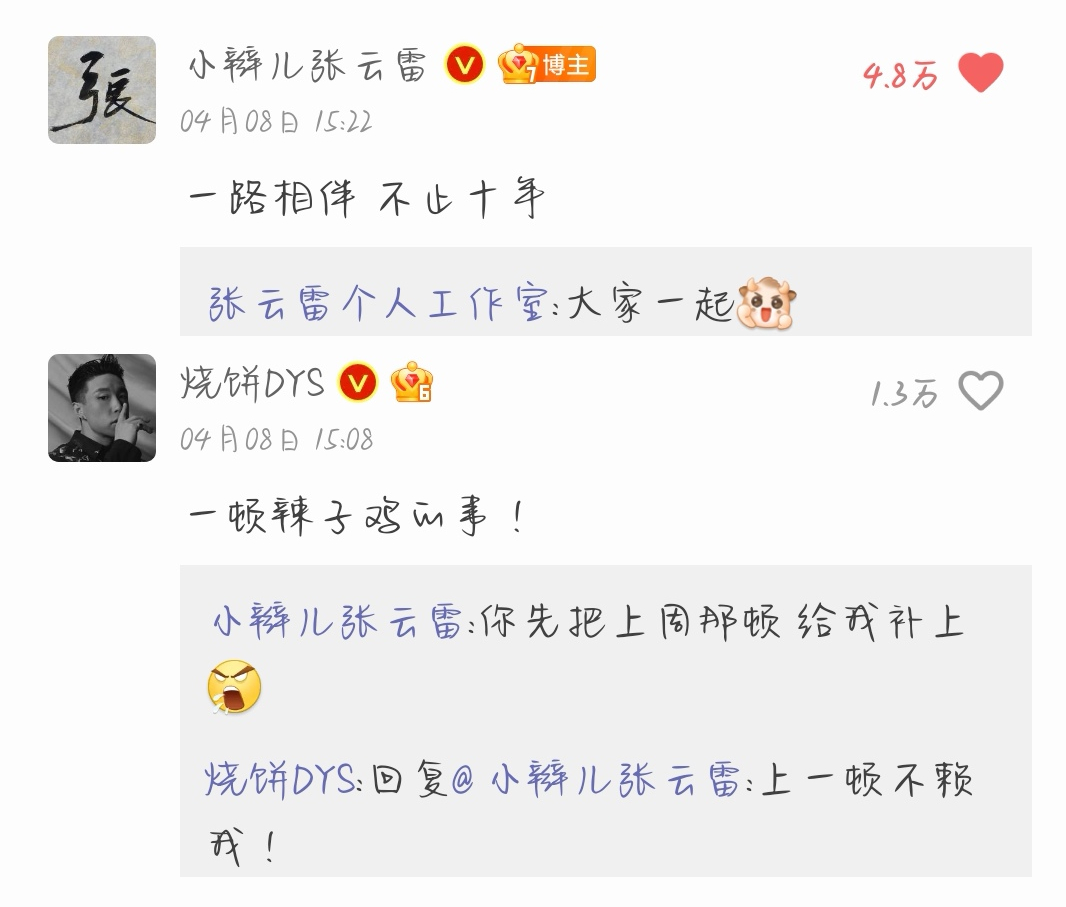 張
小辫儿张云雷 V 7 博主
4.8万
04月08日 15:22
一路相伴 不止十年
张云雷个人工作室:大家一起
烧饼DYS V 6
1.3万
04月08日 15:08
一顿辣子鸡的事！
小辫儿张云雷:你先把上周那顿给我补上
烧饼DYS:回复@小辫儿张云雷:上一顿不赖
我！